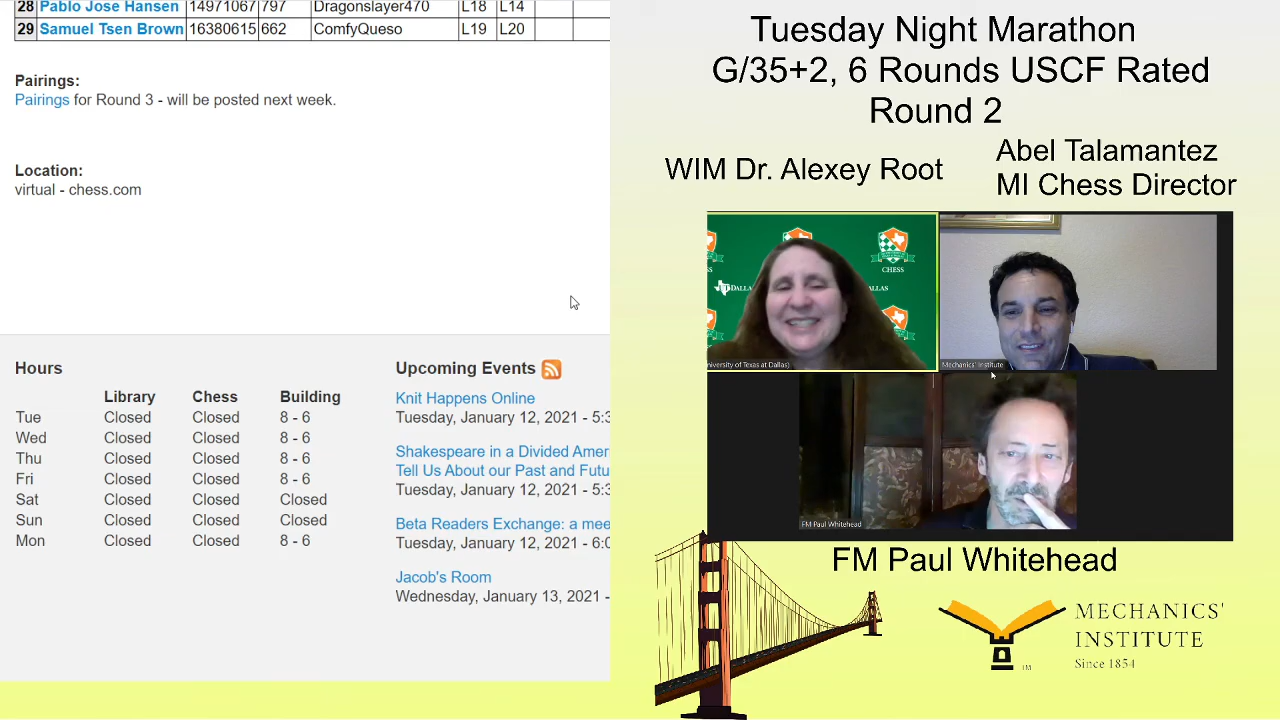 28 Pablo Jose Hansen 14971067 797 Dragonslayer470 L18 L14
29 Samuel Tsen Brown 16380615 662 ComfyQueso L19 L20
Pairings:
Pairings for Round 3 - will be posted next week.
Location:
virtual - chess.com
Hours
Library Chess Building
Tue Closed Closed 8 - 6
Wed Closed Closed 8 - 6
Thu Closed Closed 8 - 6
Fri Closed Closed 8 - 6
Sat Closed Closed Closed
Sun Closed Closed Closed
Mon Closed Closed 8 - 6
Upcoming Events
Knit Happens Online
Tuesday, January 12, 2021 - 5:3
Shakespeare in a Divided Amer
Tell Us About our Past and Futu
Tuesday, January 12, 2021 - 5:3
Beta Readers Exchange: a mee
Tuesday, January 12, 2021 - 6:0
Jacob's Room
Wednesday, January 13, 2021 -
Tuesday Night Marathon
G/35+2, 6 Rounds USCF Rated
Round 2
WIM Dr. Alexey Root
Abel Talamantez
MI Chess Director
CHESS
DALLAS
DALLAS
niversity of Texas at Dallas)
Mechanics' Institute
FM Paul Whitehead
FM Paul Whitehead
MECHANICS'
INSTITUTE
Since 1854
TM